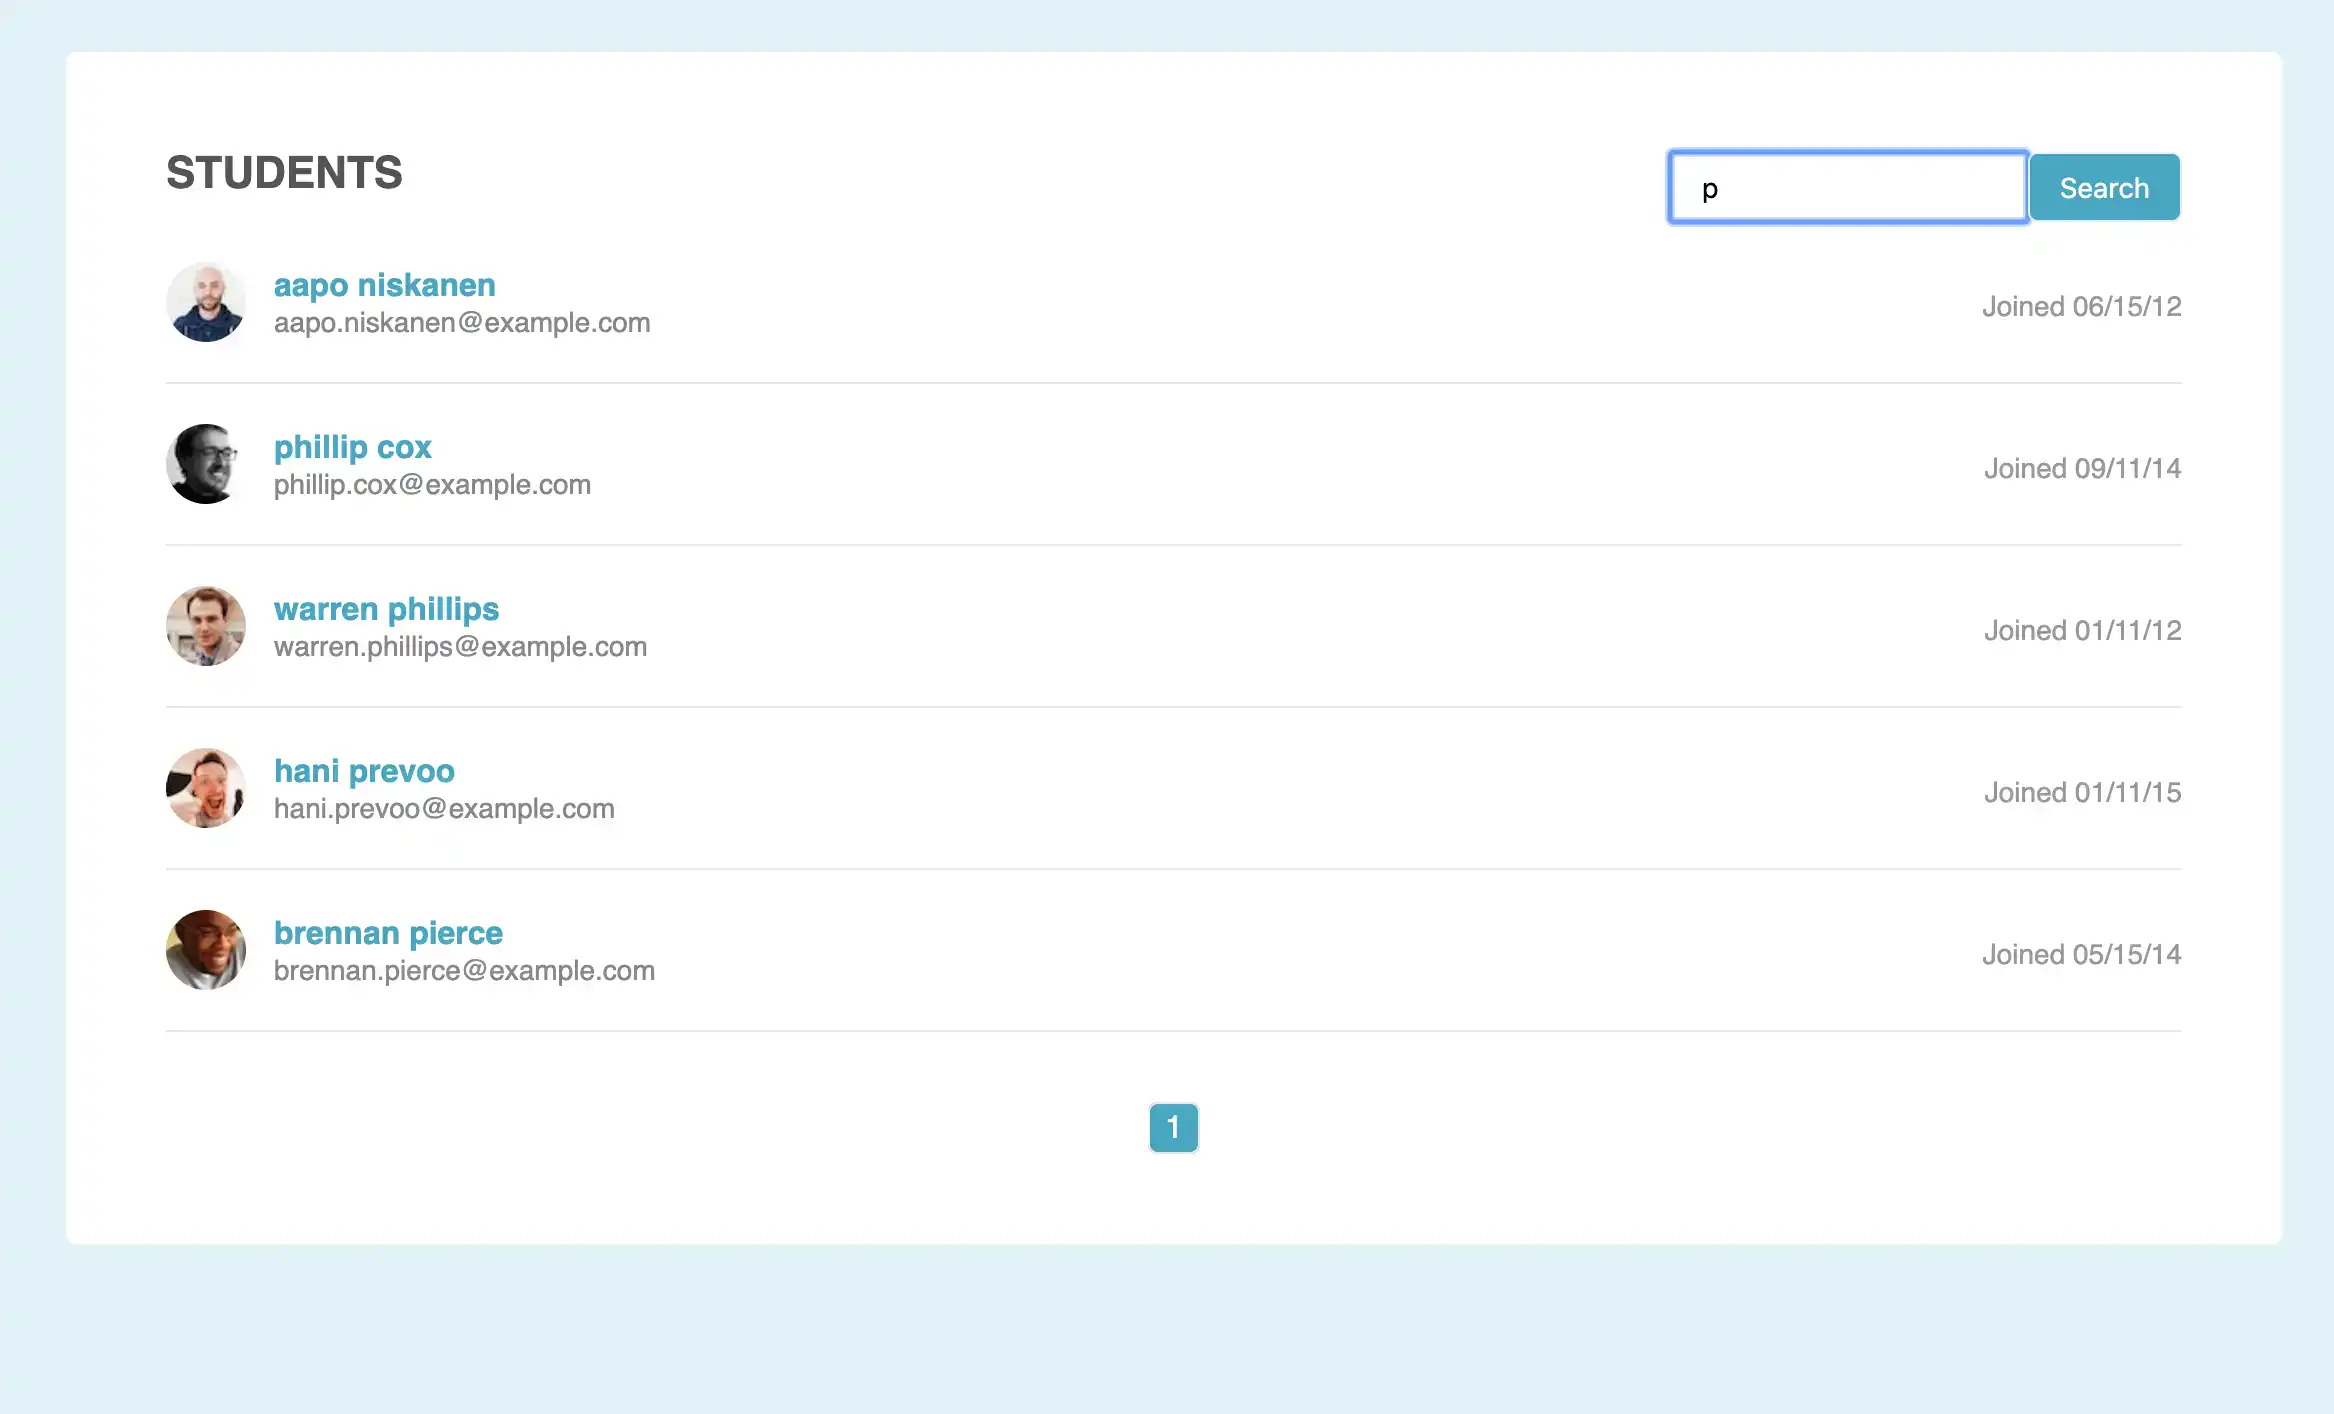 STUDENTS
p
Search
aapo niskanen
aapo.niskanen@example.com
Joined 06/15/12
phillip cox
phillip.cox@example.com
Joined 09/11/14
warren phillips
warren.phillips@example.com
Joined 01/11/12
hani prevoo
hani.prevoo@example.com
Joined 01/11/15
brennan pierce
brennan.pierce@example.com
Joined 05/15/14
1